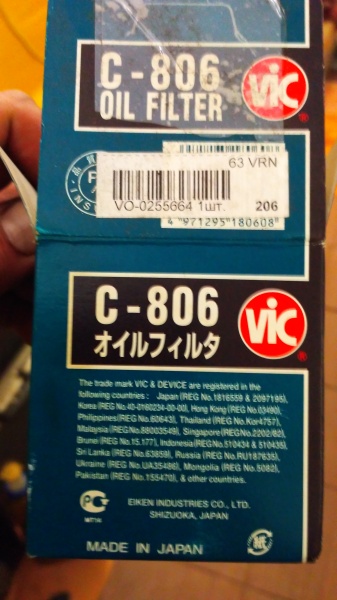 C-806
OIL FILTER
VIC
®
63 VRN
VO-0255664 1шт. 206
4 971295 180608
C-806
オイルフィルタ
VIC
®
The trade mark VIC & DEVICE are registered in the
following countries: Japan (REG No.1816559 & 2097195),
Korea (REG No.40-0160234-00-00), Hong Kong (REG No.03490),
Philippines(REG No.60643), Thailand (REG No.Kor4757),
Malaysia (REG No.88003549), Singapore(REG No.2202/82),
Brunei (REG No.15.177), Indonesia(REG No.510434 & 510435),
Sri Lanka (REG No.63859), Russia (REG No.RU187635),
Ukraine (REG No.UA35486), Mongolia (REG No.5082),
Pakistan (REG No.155470), & other countries.
МТ16
EIKEN INDUSTRIES CO., LTD.
SHIZUOKA, JAPAN
MADE IN JAPAN